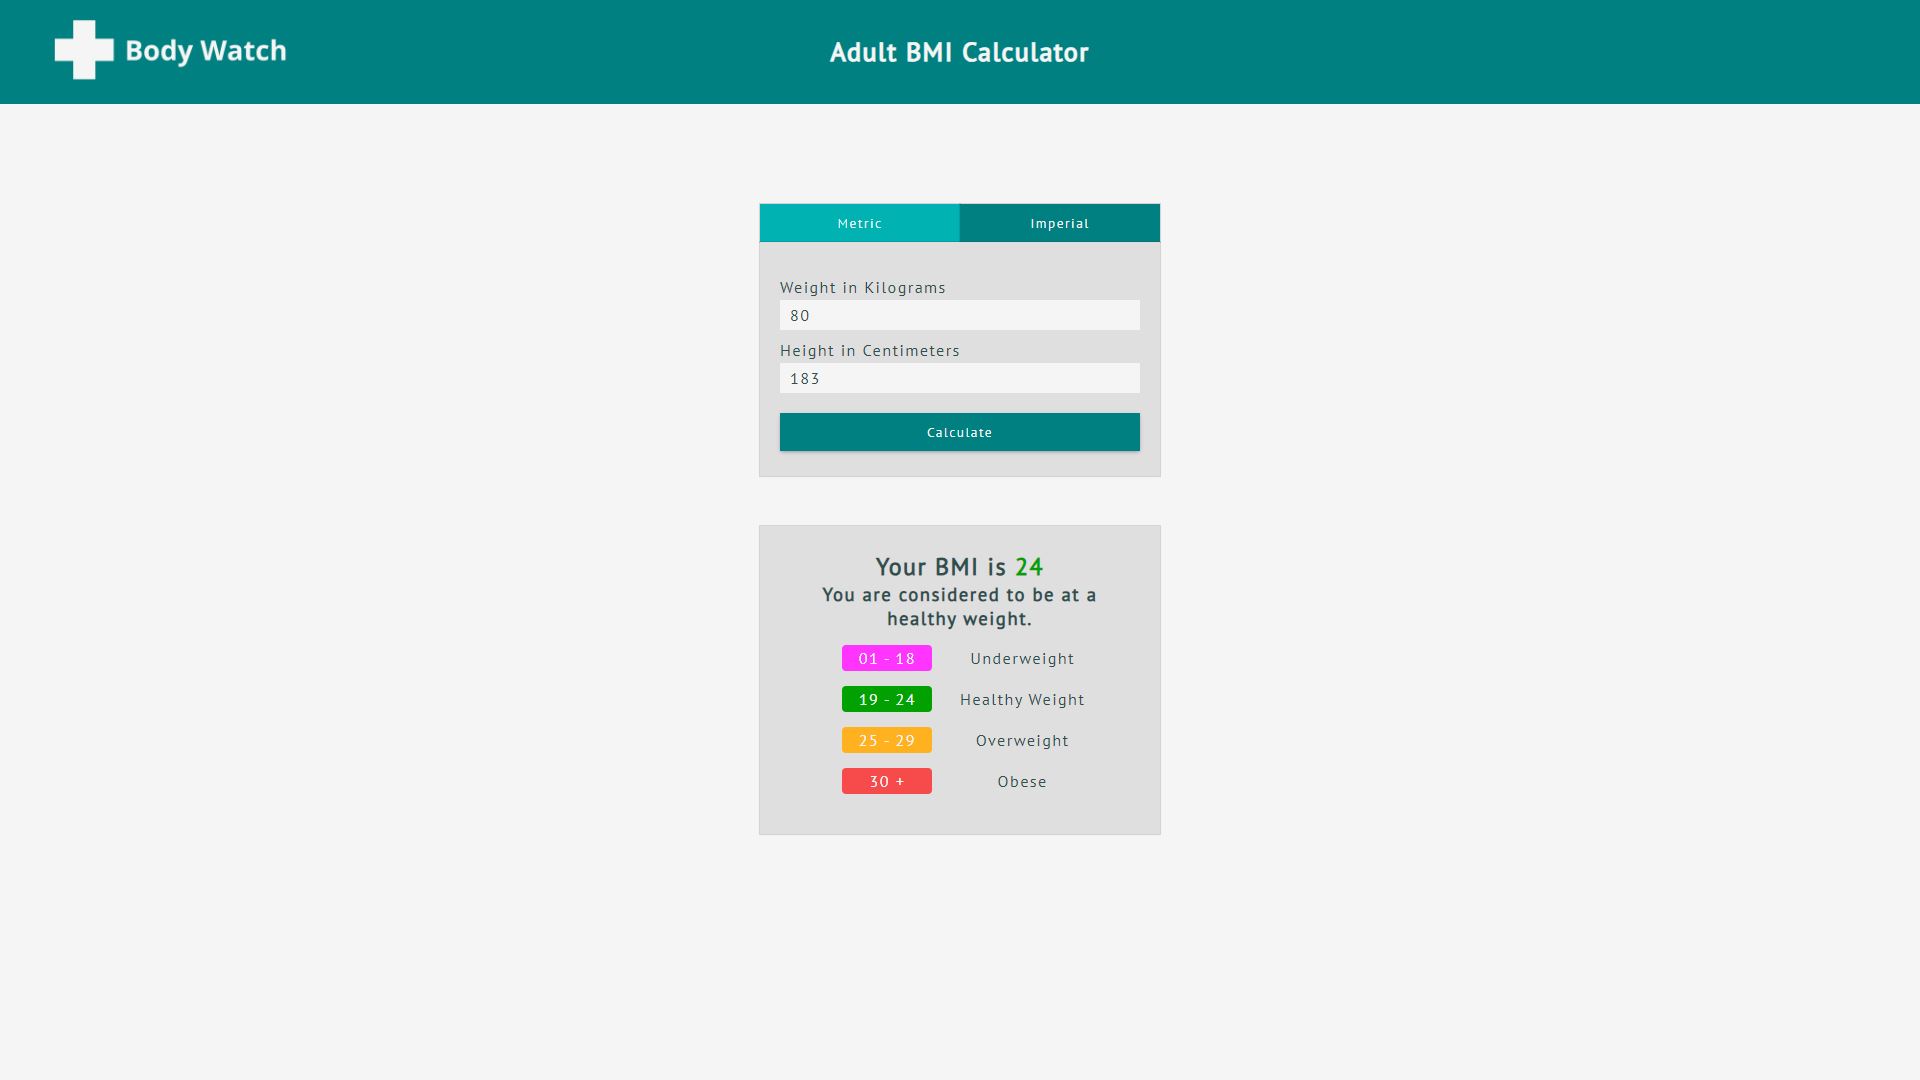 Body Watch
Adult BMI Calculator
Metric
Imperial
Weight in Kilograms
80
Height in Centimeters
183
Calculate
Your BMI is 24
You are considered to be at a
healthy weight.
01 - 18 Underweight
19 - 24 Healthy Weight
25 - 29 Overweight
30 + Obese